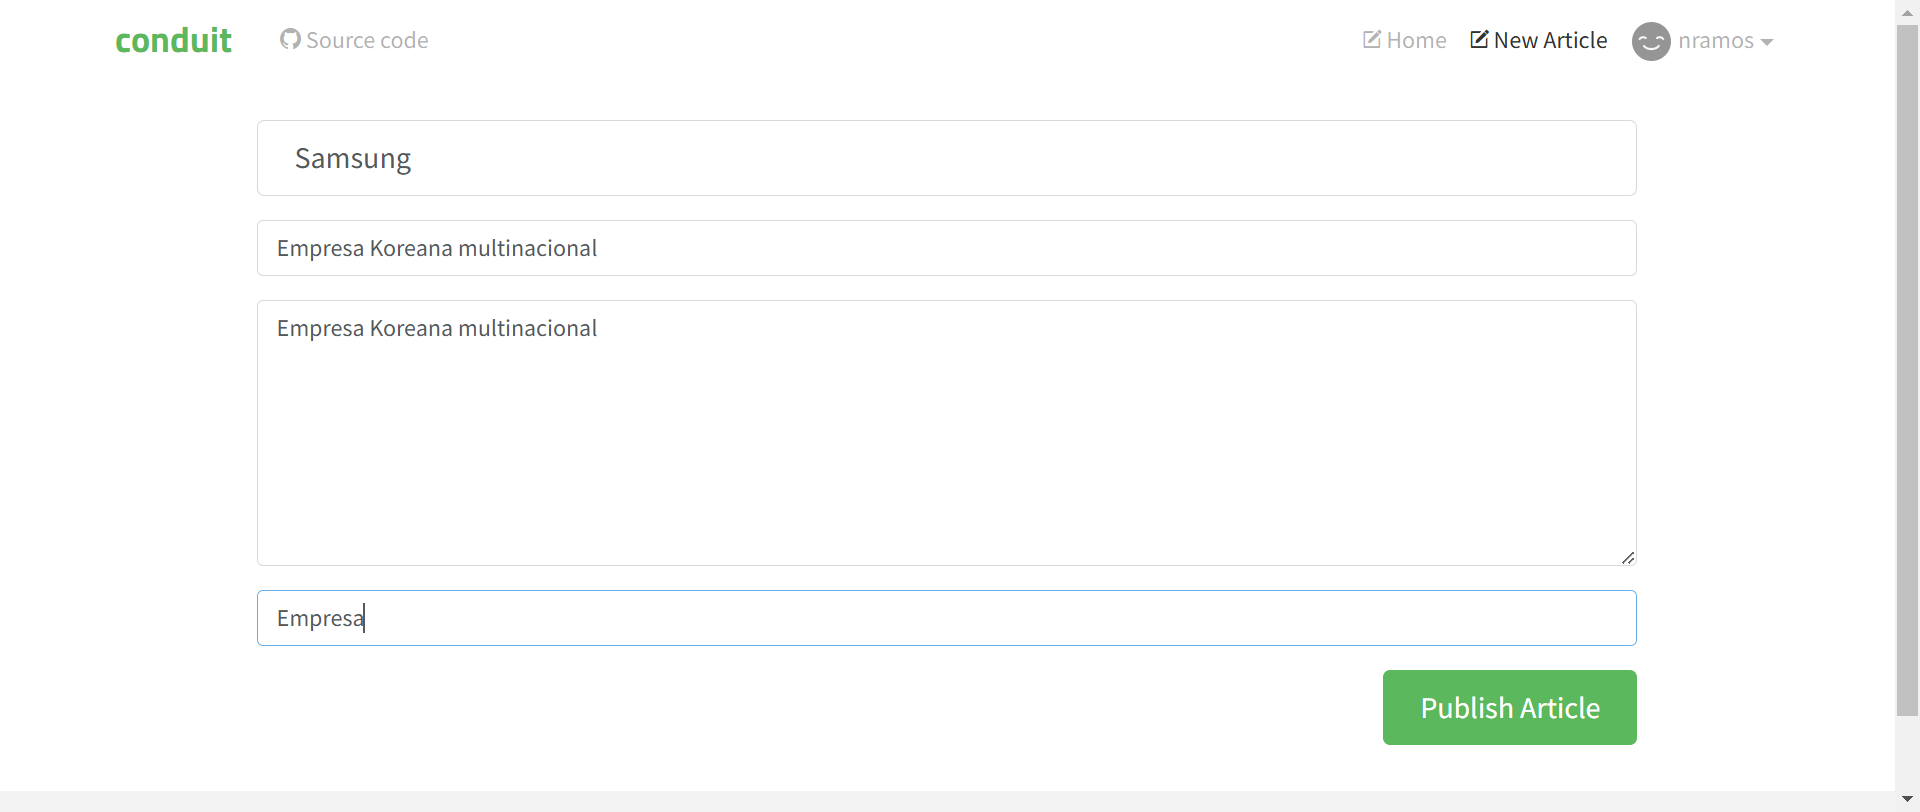 conduit Source code Home New Article nramos
Samsung
Empresa Koreana multinacional
Empresa Koreana multinacional
Empresa
Publish Article